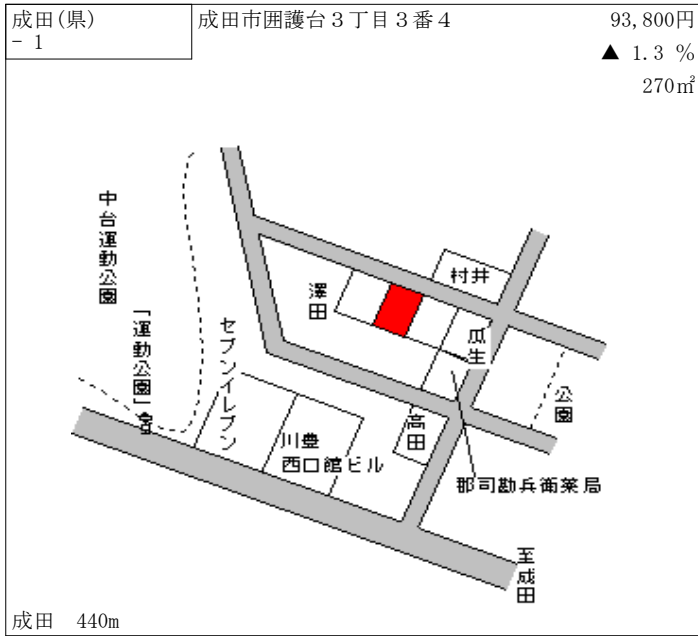 成田(県)
- 1
成田市囲護台３丁目３番４
93,800円
▲ 1.3 %
270㎡
中台運動公園
「運動公園」
セブンイレブン
澤田
村井
瓜生
公園
川豊
西口館ビル
高田
郡司勘兵衛薬局
至成田
成田 440m